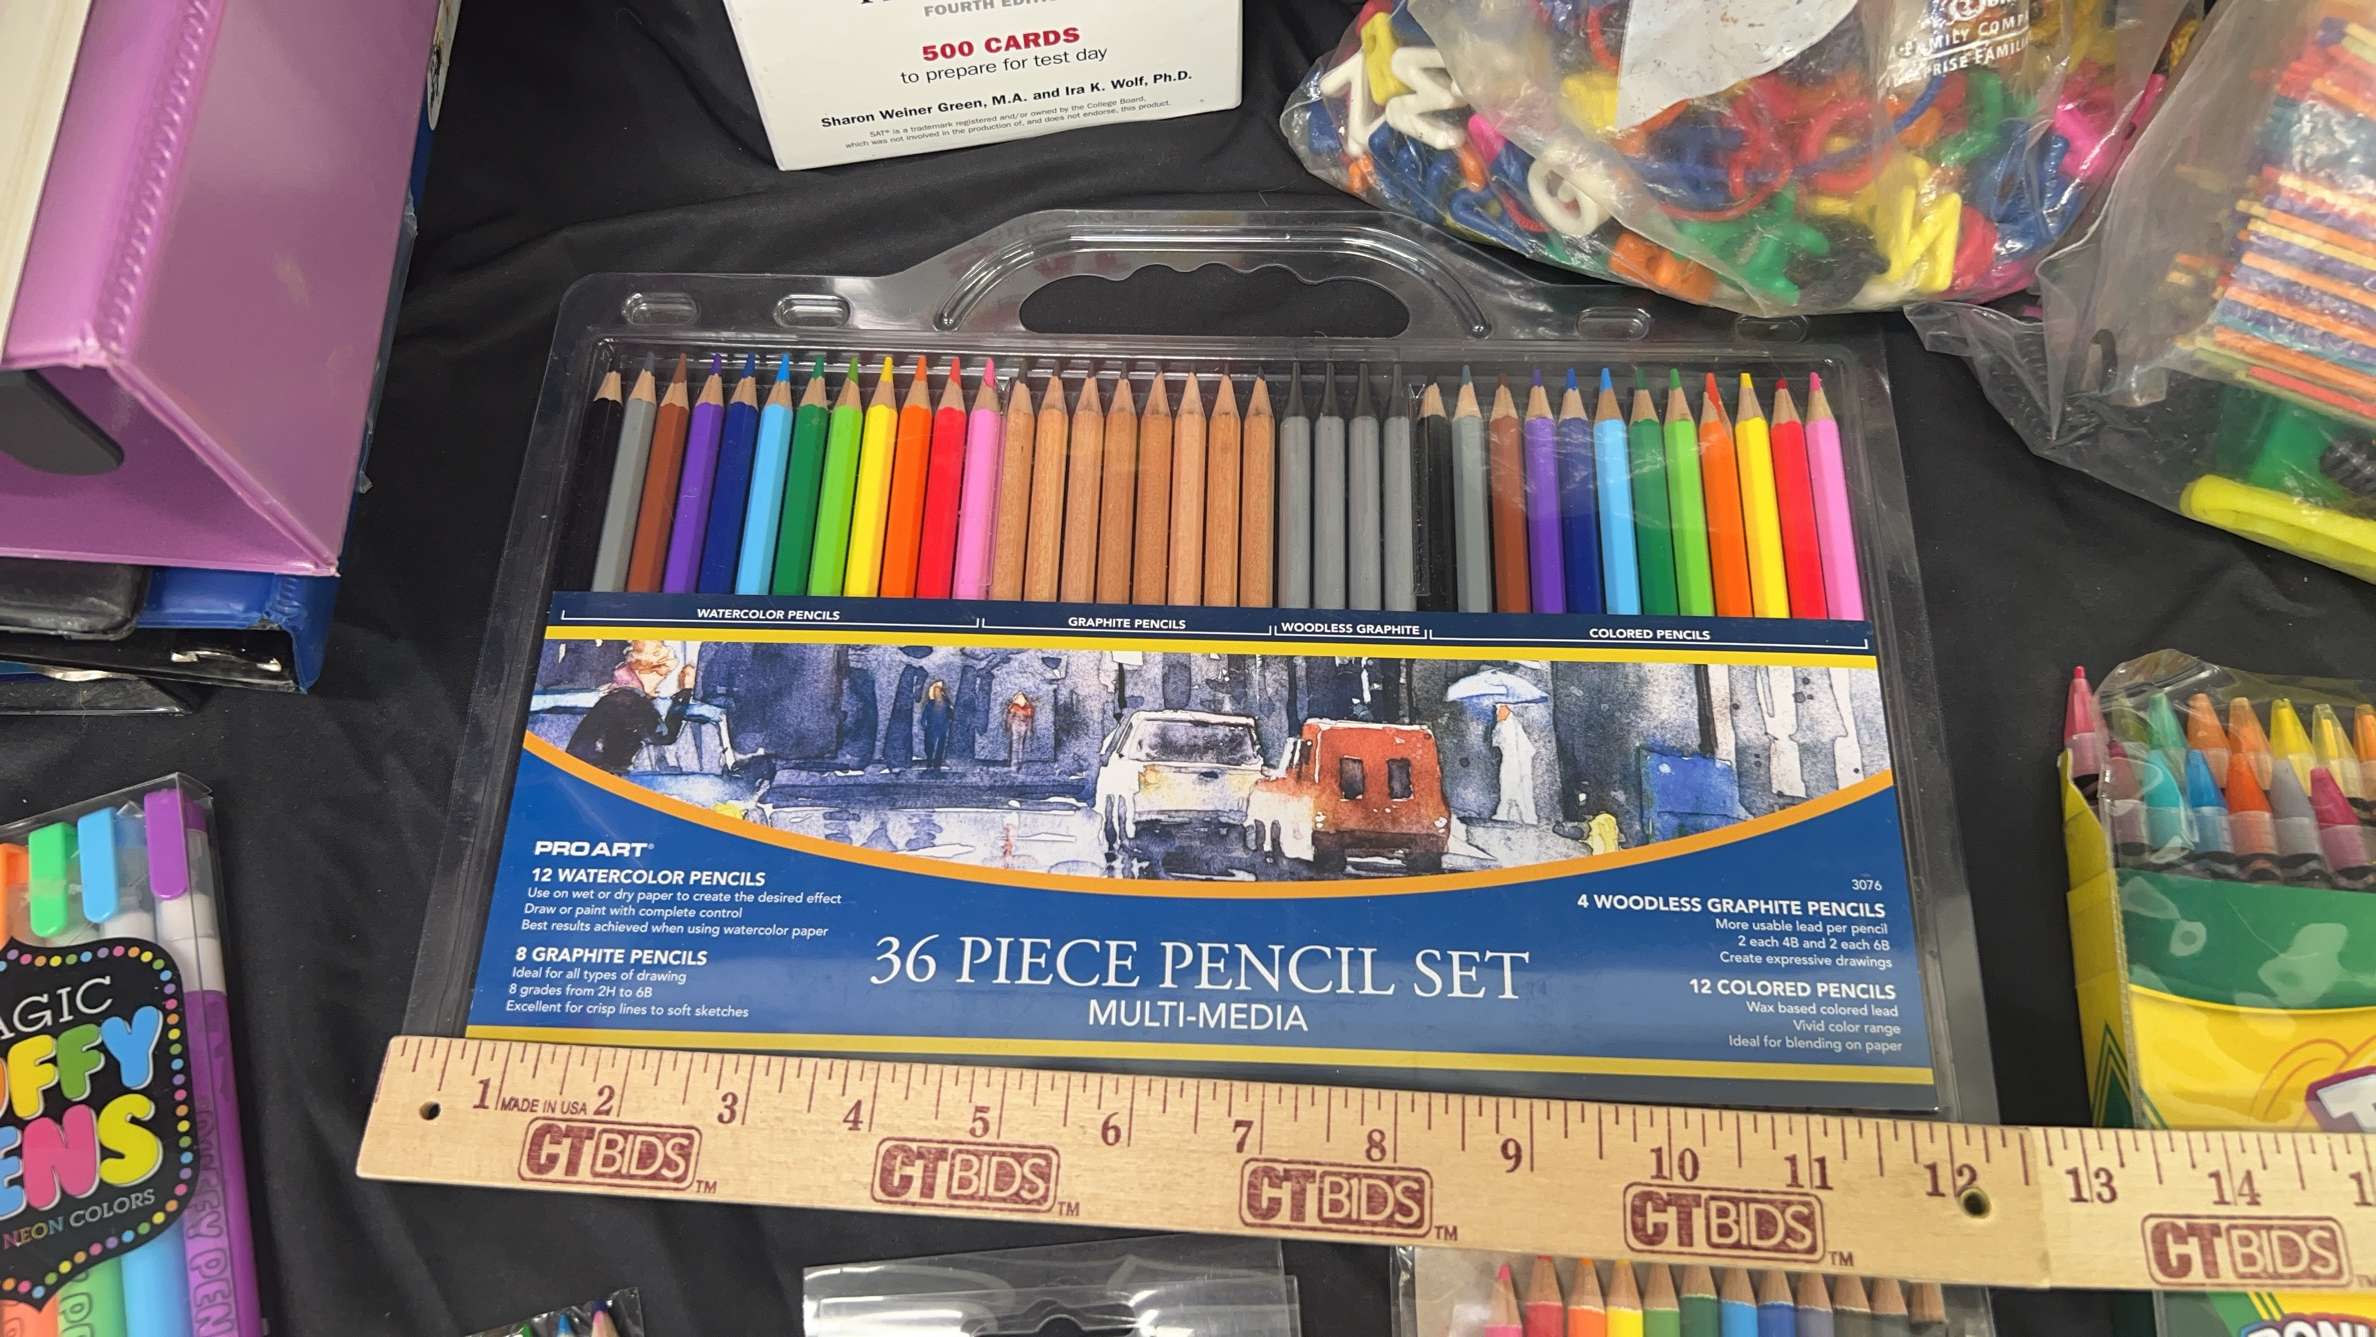 FOURTH
500 CARDS
to prepare for test day
Sharon Weiner Green, M.A. and Ira K. Wolf, Ph.D.
SAT® is a trademark registered and/or owned by the College Board,
which was not involved in the production of, and does not endorse, this product.
WATERCOLOR PENCILS
GRAPHITE PENCILS
WOODLESS GRAPHITE
COLORED PENCILS
PRO ART®
12 WATERCOLOR PENCILS
Use on wet or dry paper to create the desired effect
Draw or paint with complete control
Best results achieved when using watercolor paper
8 GRAPHITE PENCILS
Ideal for all types of drawing
8 grades from 2H to 6B
Excellent for crisp lines to soft sketches
36 PIECE PENCIL SET
MULTI-MEDIA
3076
4 WOODLESS GRAPHITE PENCILS
More usable lead per pencil
2 each 4B and 2 each 6B
Create expressive drawings
12 COLORED PENCILS
Wax based colored lead
Vivid color range
Ideal for blending on paper
1 MADE IN USA 2 3 4 5 6 7 8 9 10 11 12 13 14
CTBIDS™ CTBIDS™ CTBIDS™ CTBIDS™ CTBIDS
NEON COLORS